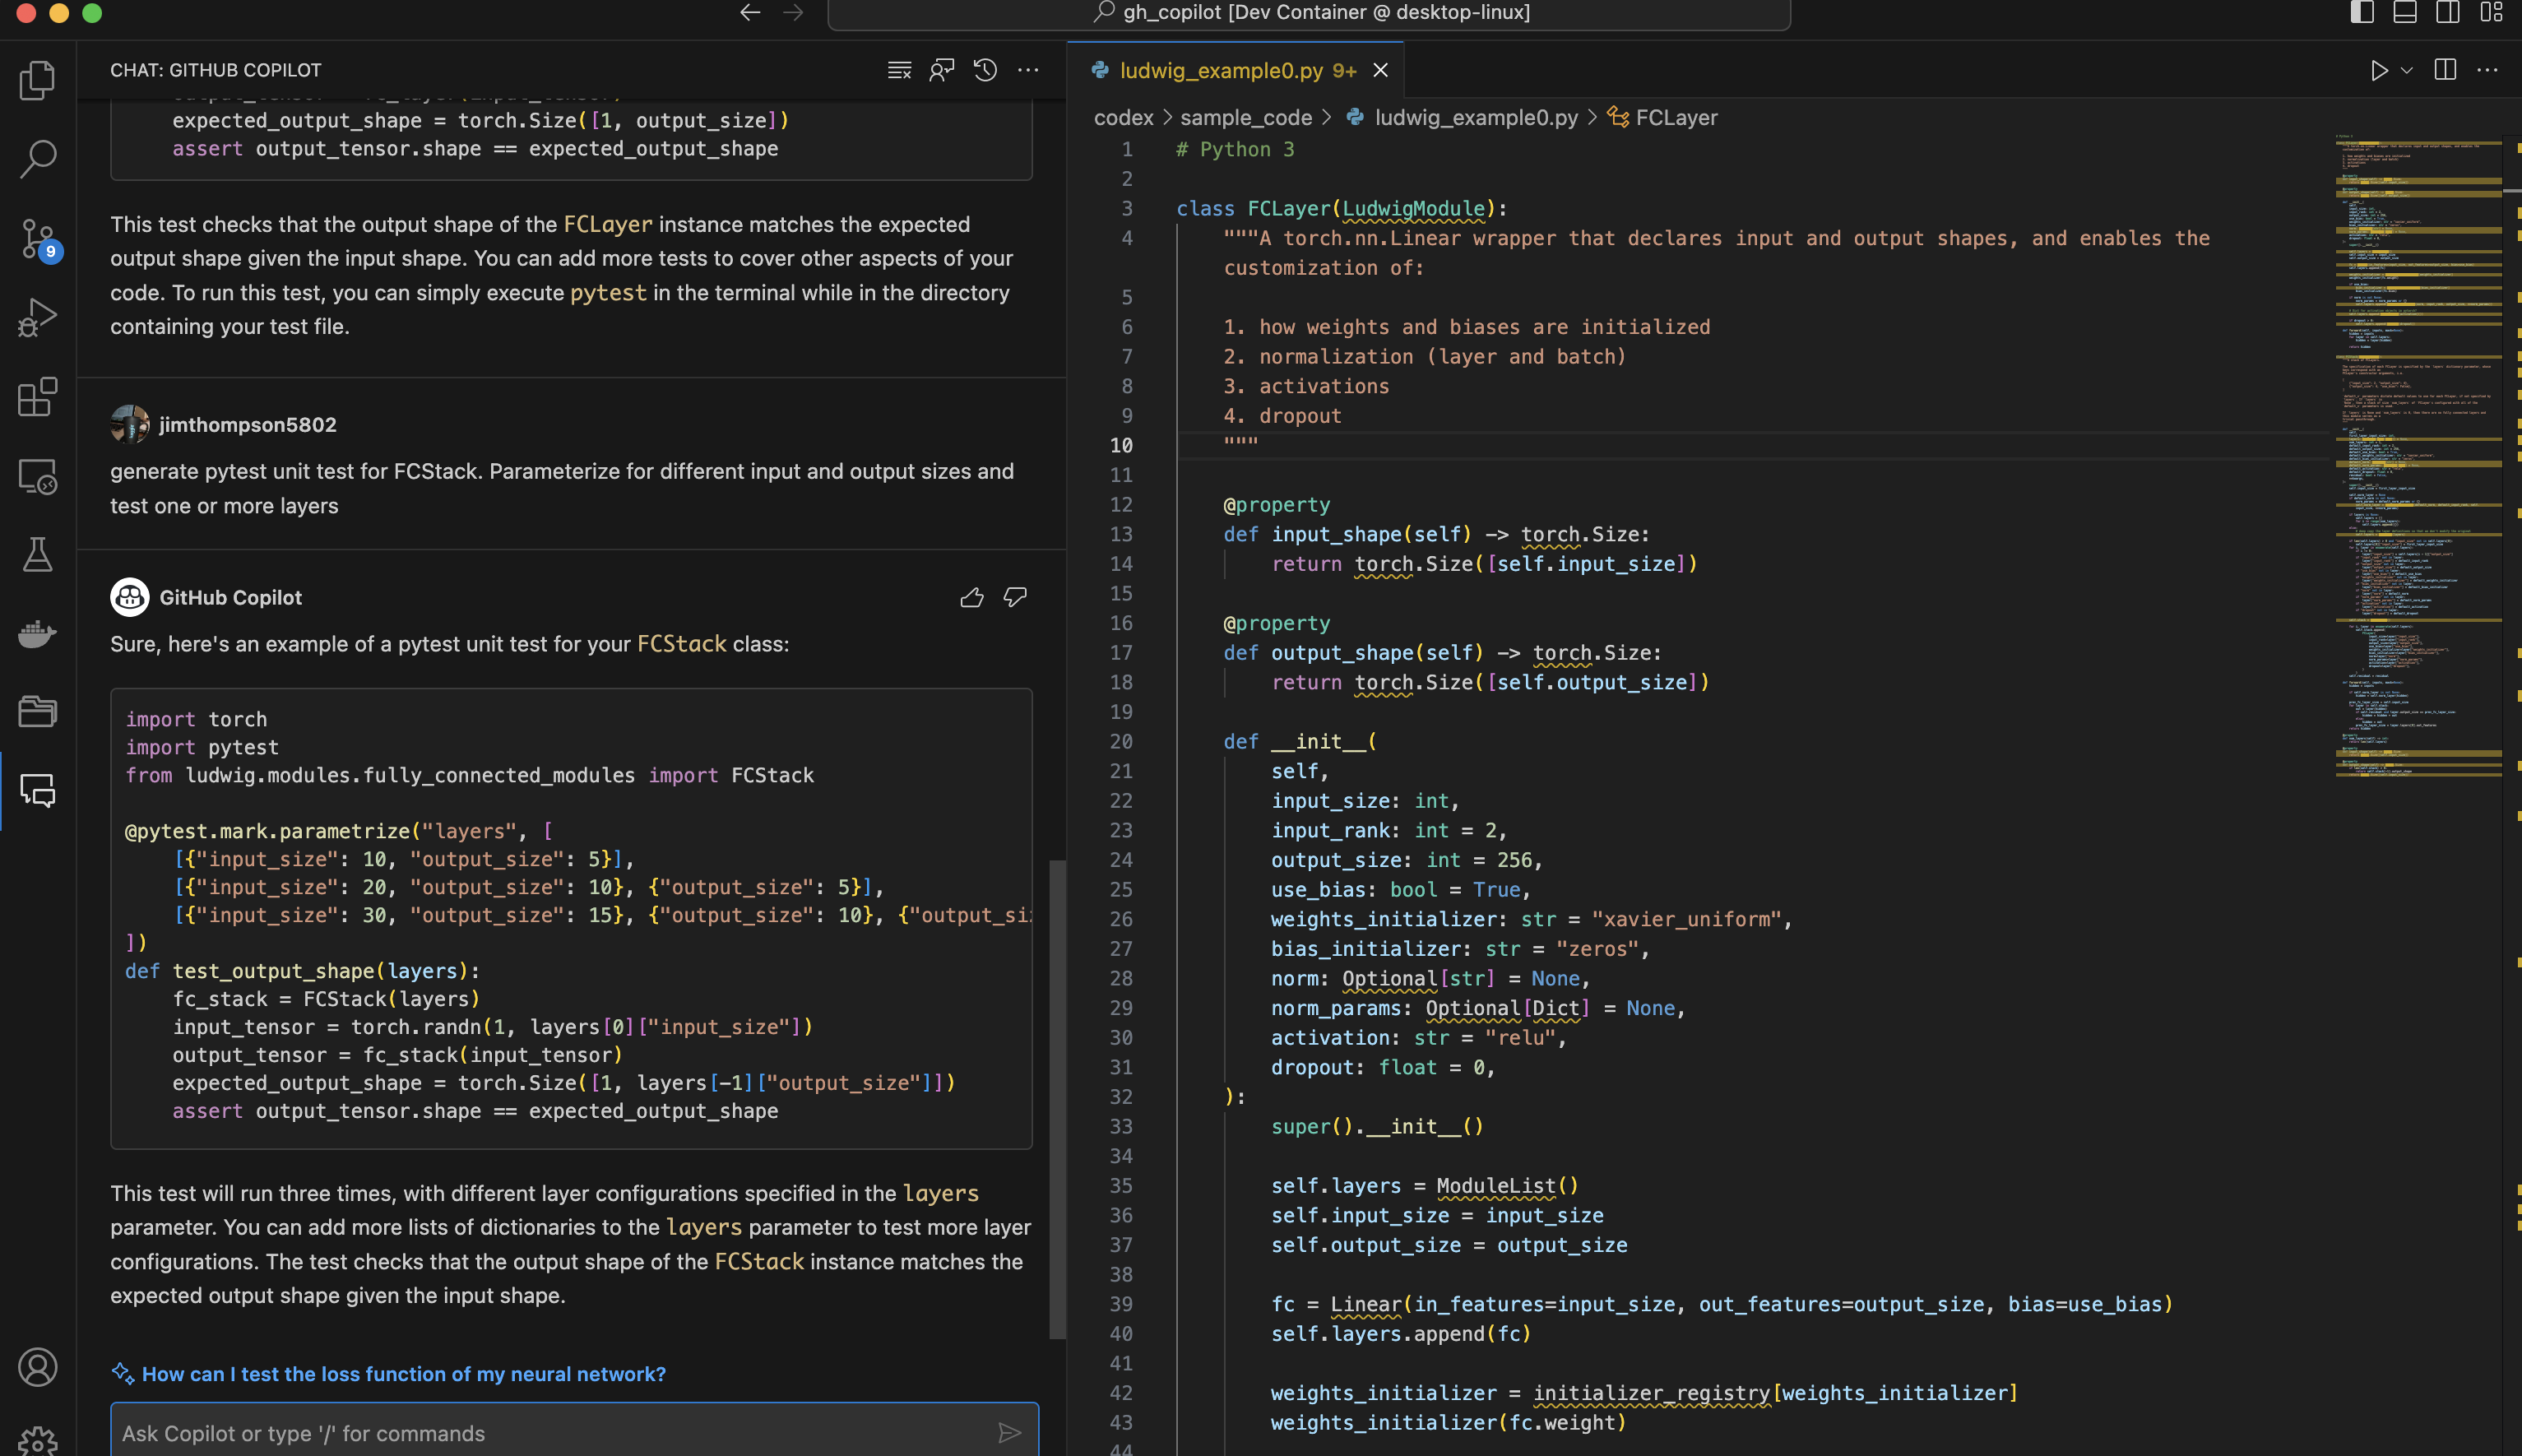 gh_copilot [Dev Container @ desktop-linux]
CHAT: GITHUB COPILOT
expected_output_shape = torch.Size([1, output_size])
assert output_tensor.shape == expected_output_shape
This test checks that the output shape of the FCLayer instance matches the expected
output shape given the input shape. You can add more tests to cover other aspects of your
code. To run this test, you can simply execute pytest in the terminal while in the directory
containing your test file.
jimthompson5802
generate pytest unit test for FCStack. Parameterize for different input and output sizes and
test one or more layers
GitHub Copilot
Sure, here's an example of a pytest unit test for your FCStack class:
import torch
import pytest
from ludwig.modules.fully_connected_modules import FCStack
@pytest.mark.parametrize("layers", [
[{"input_size": 10, "output_size": 5}],
[{"input_size": 20, "output_size": 10}, {"output_size": 5}],
[{"input_size": 30, "output_size": 15}, {"output_size": 10}, {"output_si
])
def test_output_shape(layers):
fc_stack = FCStack(layers)
input_tensor = torch.randn(1, layers[0]["input_size"])
output_tensor = fc_stack(input_tensor)
expected_output_shape = torch.Size([1, layers[-1]["output_size"]])
assert output_tensor.shape == expected_output_shape
This test will run three times, with different layer configurations specified in the layers
parameter. You can add more lists of dictionaries to the layers parameter to test more layer
configurations. The test checks that the output shape of the FCStack instance matches the
expected output shape given the input shape.
How can I test the loss function of my neural network?
Ask Copilot or type '/' for commands
9
ludwig_example0.py 9+
codex > sample_code > ludwig_example0.py > FCLayer
1 # Python 3
2
3 class FCLayer(LudwigModule):
4 """A torch.nn.Linear wrapper that declares input and output shapes, and enables the
customization of:
5
6 1. how weights and biases are initialized
7 2. normalization (layer and batch)
8 3. activations
9 4. dropout
10 """
11
12 @property
13 def input_shape(self) -> torch.Size:
14 return torch.Size([self.input_size])
15
16 @property
17 def output_shape(self) -> torch.Size:
18 return torch.Size([self.output_size])
19
20 def __init__(
21 self,
22 input_size: int,
23 input_rank: int = 2,
24 output_size: int = 256,
25 use_bias: bool = True,
26 weights_initializer: str = "xavier_uniform",
27 bias_initializer: str = "zeros",
28 norm: Optional[str] = None,
29 norm_params: Optional[Dict] = None,
30 activation: str = "relu",
31 dropout: float = 0,
32 ):
33 super().__init__()
34
35 self.layers = ModuleList()
36 self.input_size = input_size
37 self.output_size = output_size
38
39 fc = Linear(in_features=input_size, out_features=output_size, bias=use_bias)
40 self.layers.append(fc)
41
42 weights_initializer = initializer_registry[weights_initializer]
43 weights_initializer(fc.weight)
44